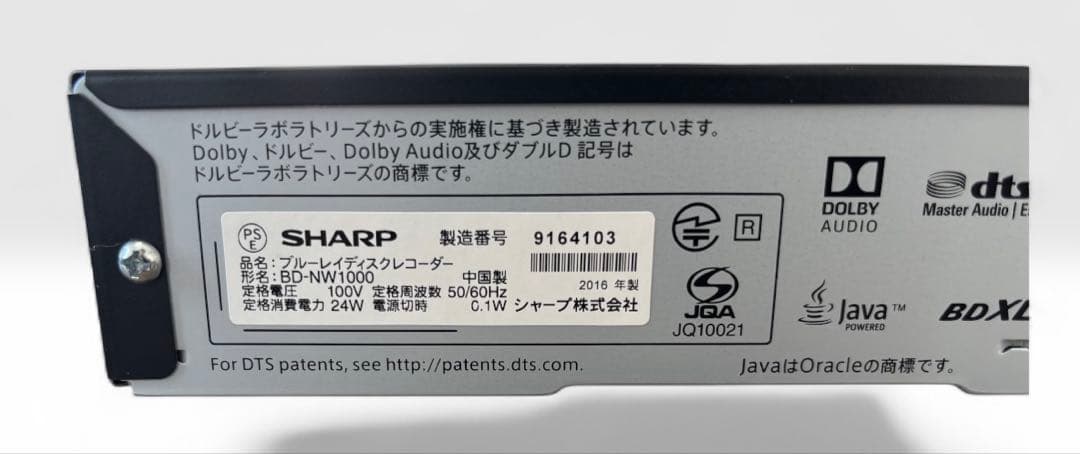 ドルビーラボラトリーズからの実施権に基づき製造されています。
Dolby、ドルビー、Dolby Audio及びダブルD 記号は
ドルビーラボラトリーズの商標です。
PS
E
SHARP 製造番号 9164103
品名：ブルーレイディスクレコーダー
形名：BD-NW1000 中国製 2016 年製
定格電圧 100V 定格周波数 50/60Hz
定格消費電力 24W 電源切時 0.1W シャープ株式会社
R
JQA
JQ10021
DOLBY
AUDIO
dts
Master Audio |
Java™
POWERED
BDXL
For DTS patents, see http://patents.dts.com.
JavaはOracleの商標です。